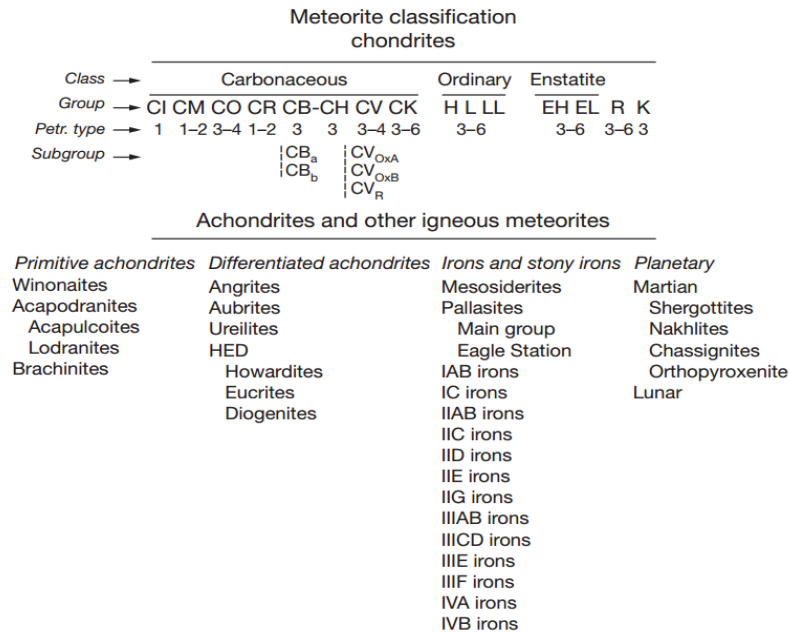 Meteorite classification
chondrites
Class Carbonaceous Ordinary Enstatite
Group CI CM CO CR CB-CH CV CK H L LL EH EL R K
Petr. type 1 1–2 3–4 1–2 3 3 3–4 3–6 3–6 3–6 3–6 3
Subgroup CBa CVOxA
CBb CVOxB
CVR
Achondrites and other igneous meteorites
Primitive achondrites Differentiated achondrites Irons and stony irons Planetary
Winonaites Angrites Mesosiderites Martian
Acapodranites Aubrites Pallasites Shergottites
Acapulcoites Ureilites Main group Nakhlites
Lodranites HED Eagle Station Chassignites
Brachinites Howardites IAB irons Orthopyroxenite
Eucrites IC irons Lunar
Diogenites IIAB irons
IIC irons
IID irons
IIE irons
IIG irons
IIIAB irons
IIICD irons
IIIE irons
IIIF irons
IVA irons
IVB irons